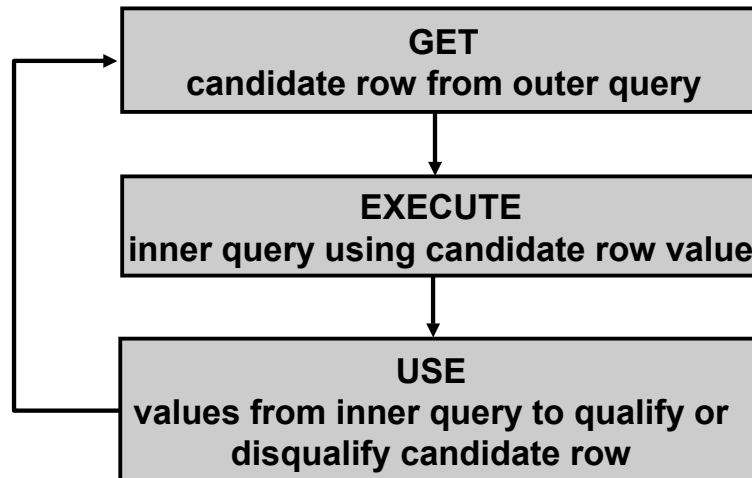 GET
candidate row from outer query
EXECUTE
inner query using candidate row value
USE
values from inner query to qualify or
disqualify candidate row